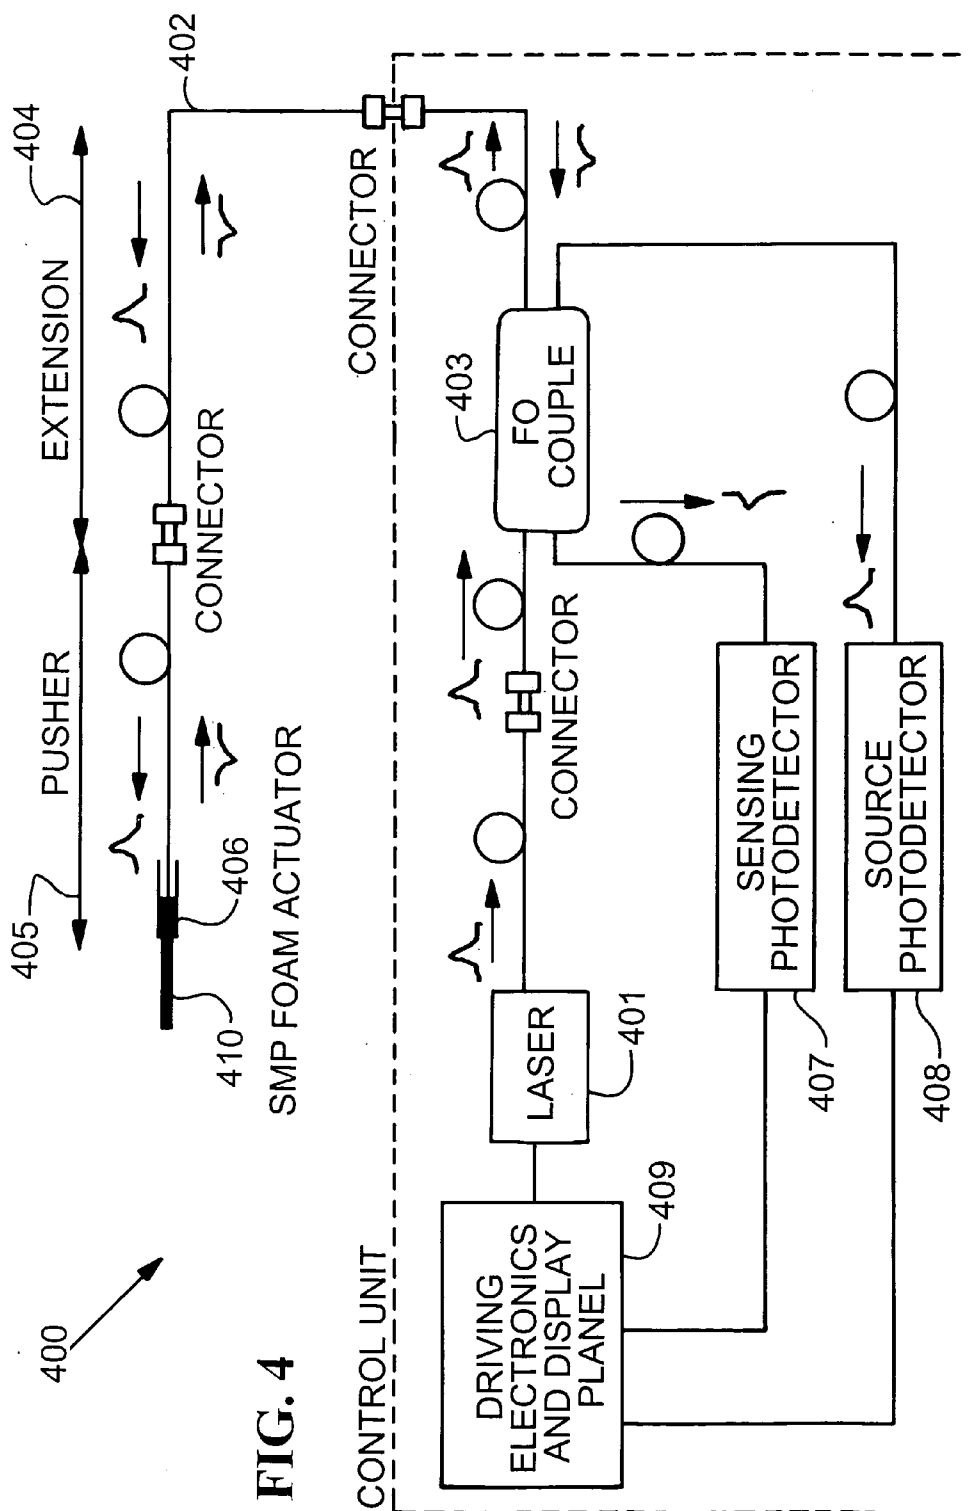 FIG. 4
400
405
PUSHER
EXTENSION
404
402
CONNECTOR
406
410
SMP FOAM ACTUATOR
CONNECTOR
CONTROL UNIT
DRIVING
ELECTRONICS
AND DISPLAY
PLANEL
409
LASER
401
CONNECTOR
403
FO
COUPLE
SENSING
PHOTODETECTOR
407
SOURCE
PHOTODETECTOR
408